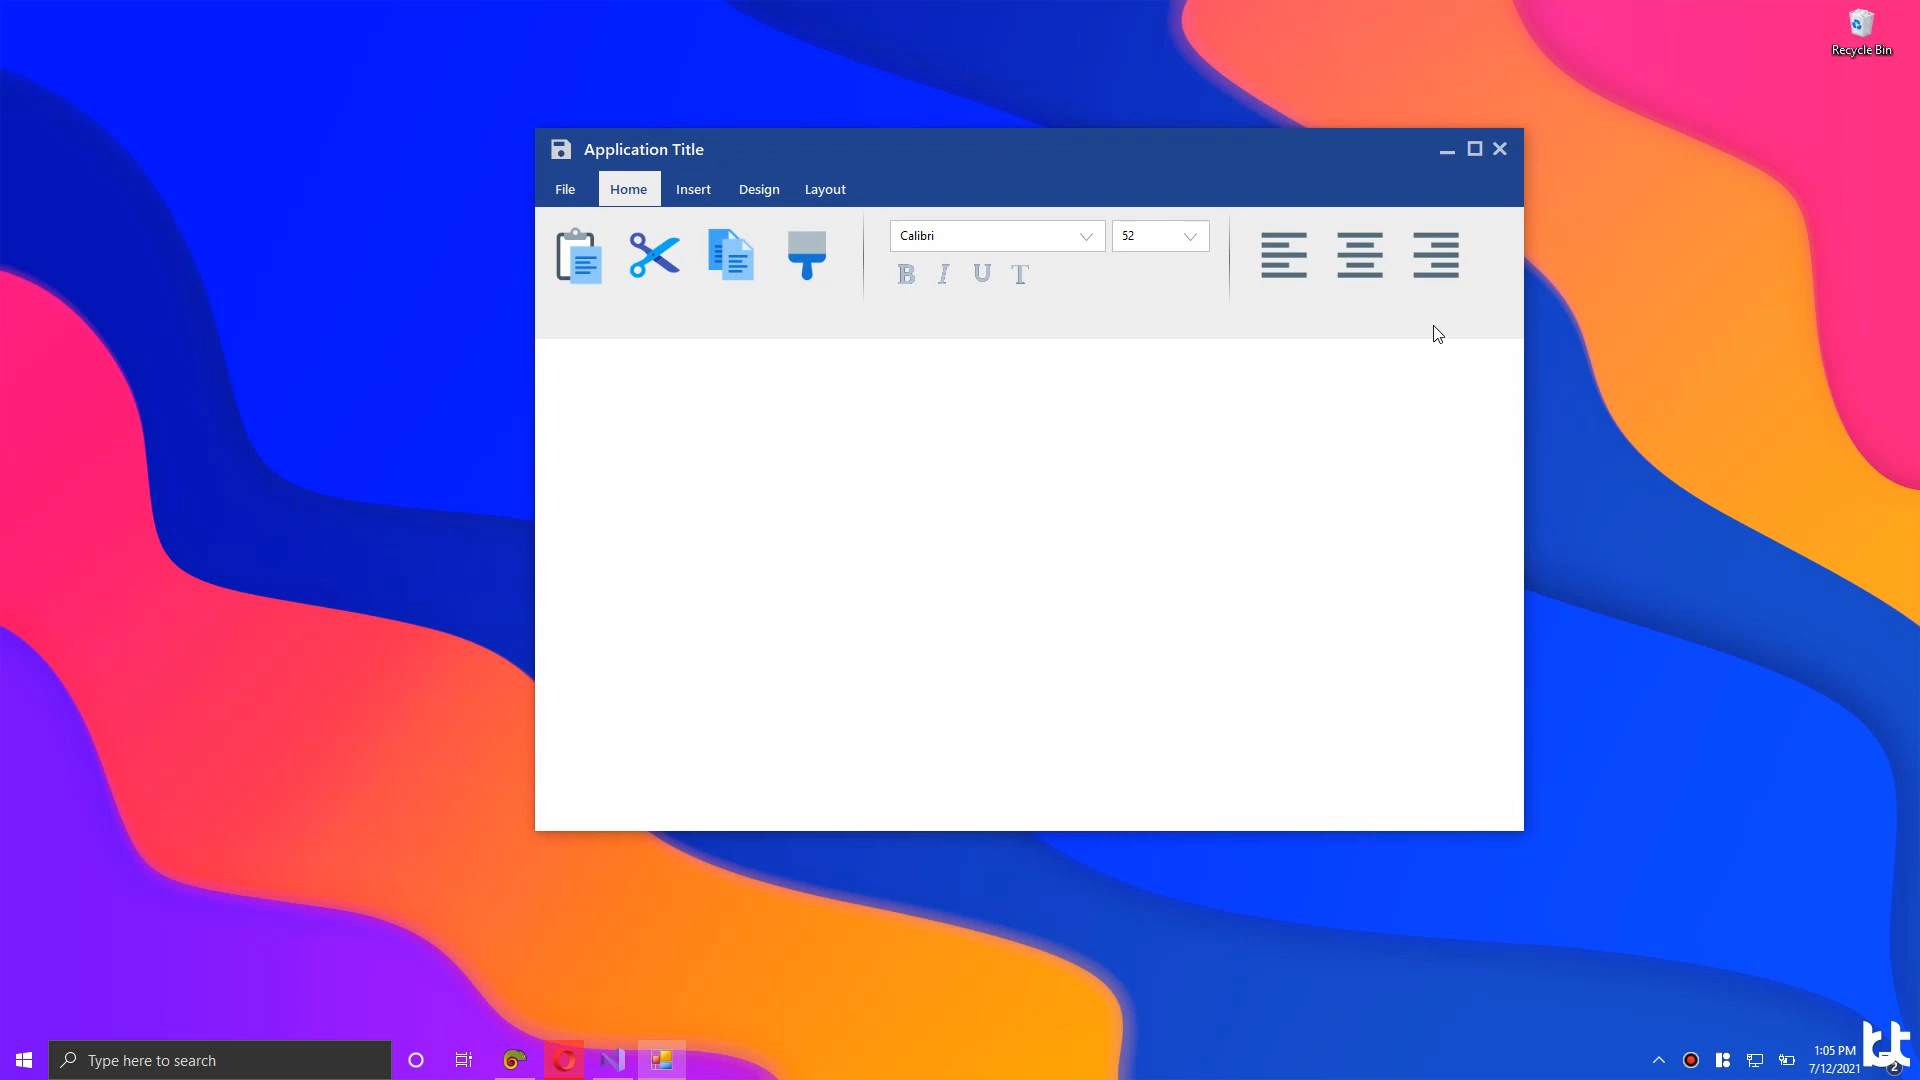 Recycle Bin
Application Title
File Home Insert Design Layout
Calibri 52
B I U T
Type here to search
1:05 PM
7/12/2021
2